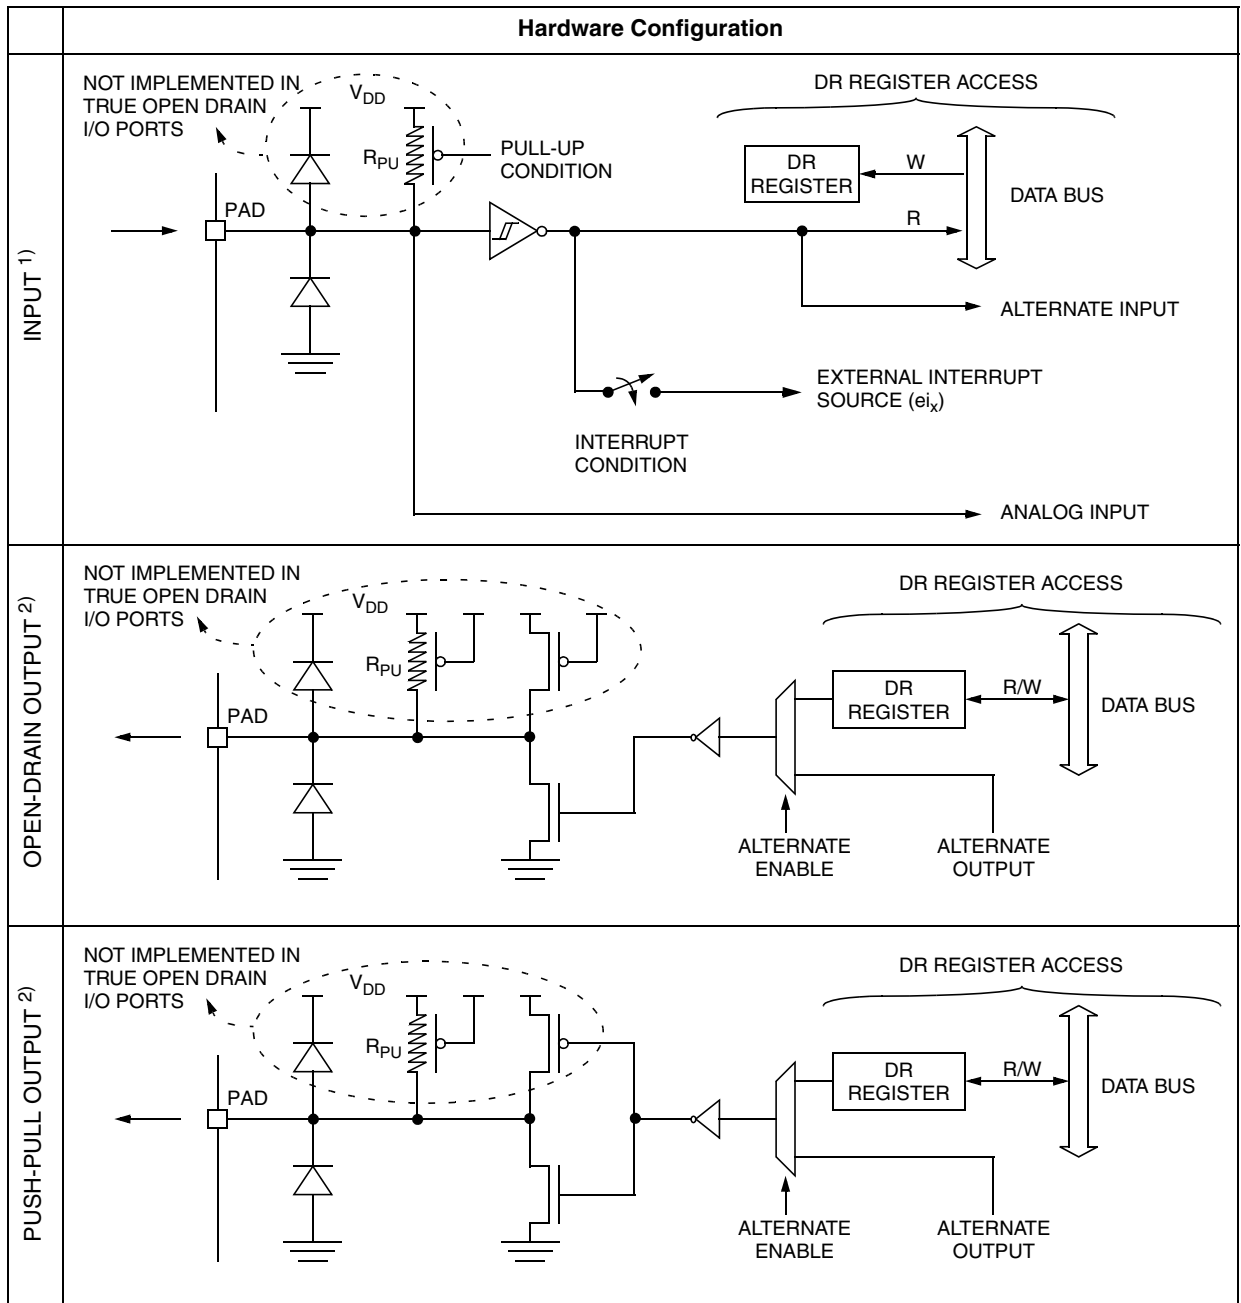 Hardware Configuration
INPUT 1)
NOT IMPLEMENTED IN
TRUE OPEN DRAIN
I/O PORTS
VDD
RPU
PULL-UP
CONDITION
PAD
DR REGISTER ACCESS
DR
REGISTER
W
R
DATA BUS
ALTERNATE INPUT
EXTERNAL INTERRUPT
SOURCE (eix)
INTERRUPT
CONDITION
ANALOG INPUT
OPEN-DRAIN OUTPUT 2)
NOT IMPLEMENTED IN
TRUE OPEN DRAIN
I/O PORTS
VDD
RPU
PAD
DR REGISTER ACCESS
DR
REGISTER
R/W
DATA BUS
ALTERNATE
ENABLE
ALTERNATE
OUTPUT
PUSH-PULL OUTPUT 2)
NOT IMPLEMENTED IN
TRUE OPEN DRAIN
I/O PORTS
VDD
RPU
PAD
DR REGISTER ACCESS
DR
REGISTER
R/W
DATA BUS
ALTERNATE
ENABLE
ALTERNATE
OUTPUT